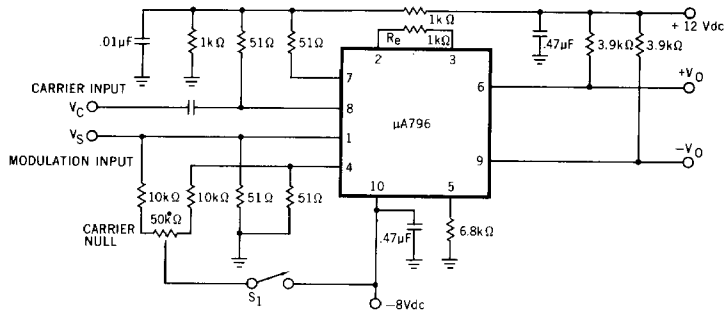 1kΩ
+ 12 Vdc
.01µF
1kΩ
51Ω
51Ω
Re
1kΩ
.47µF
3.9kΩ
3.9kΩ
2
3
CARRIER INPUT
7
6
+VO
VC
8
µA796
VS
1
MODULATION INPUT
4
9
−VO
10
5
10kΩ
10kΩ
51Ω
51Ω
50kΩ
CARRIER
NULL
.47µF
6.8kΩ
S1
−8Vdc